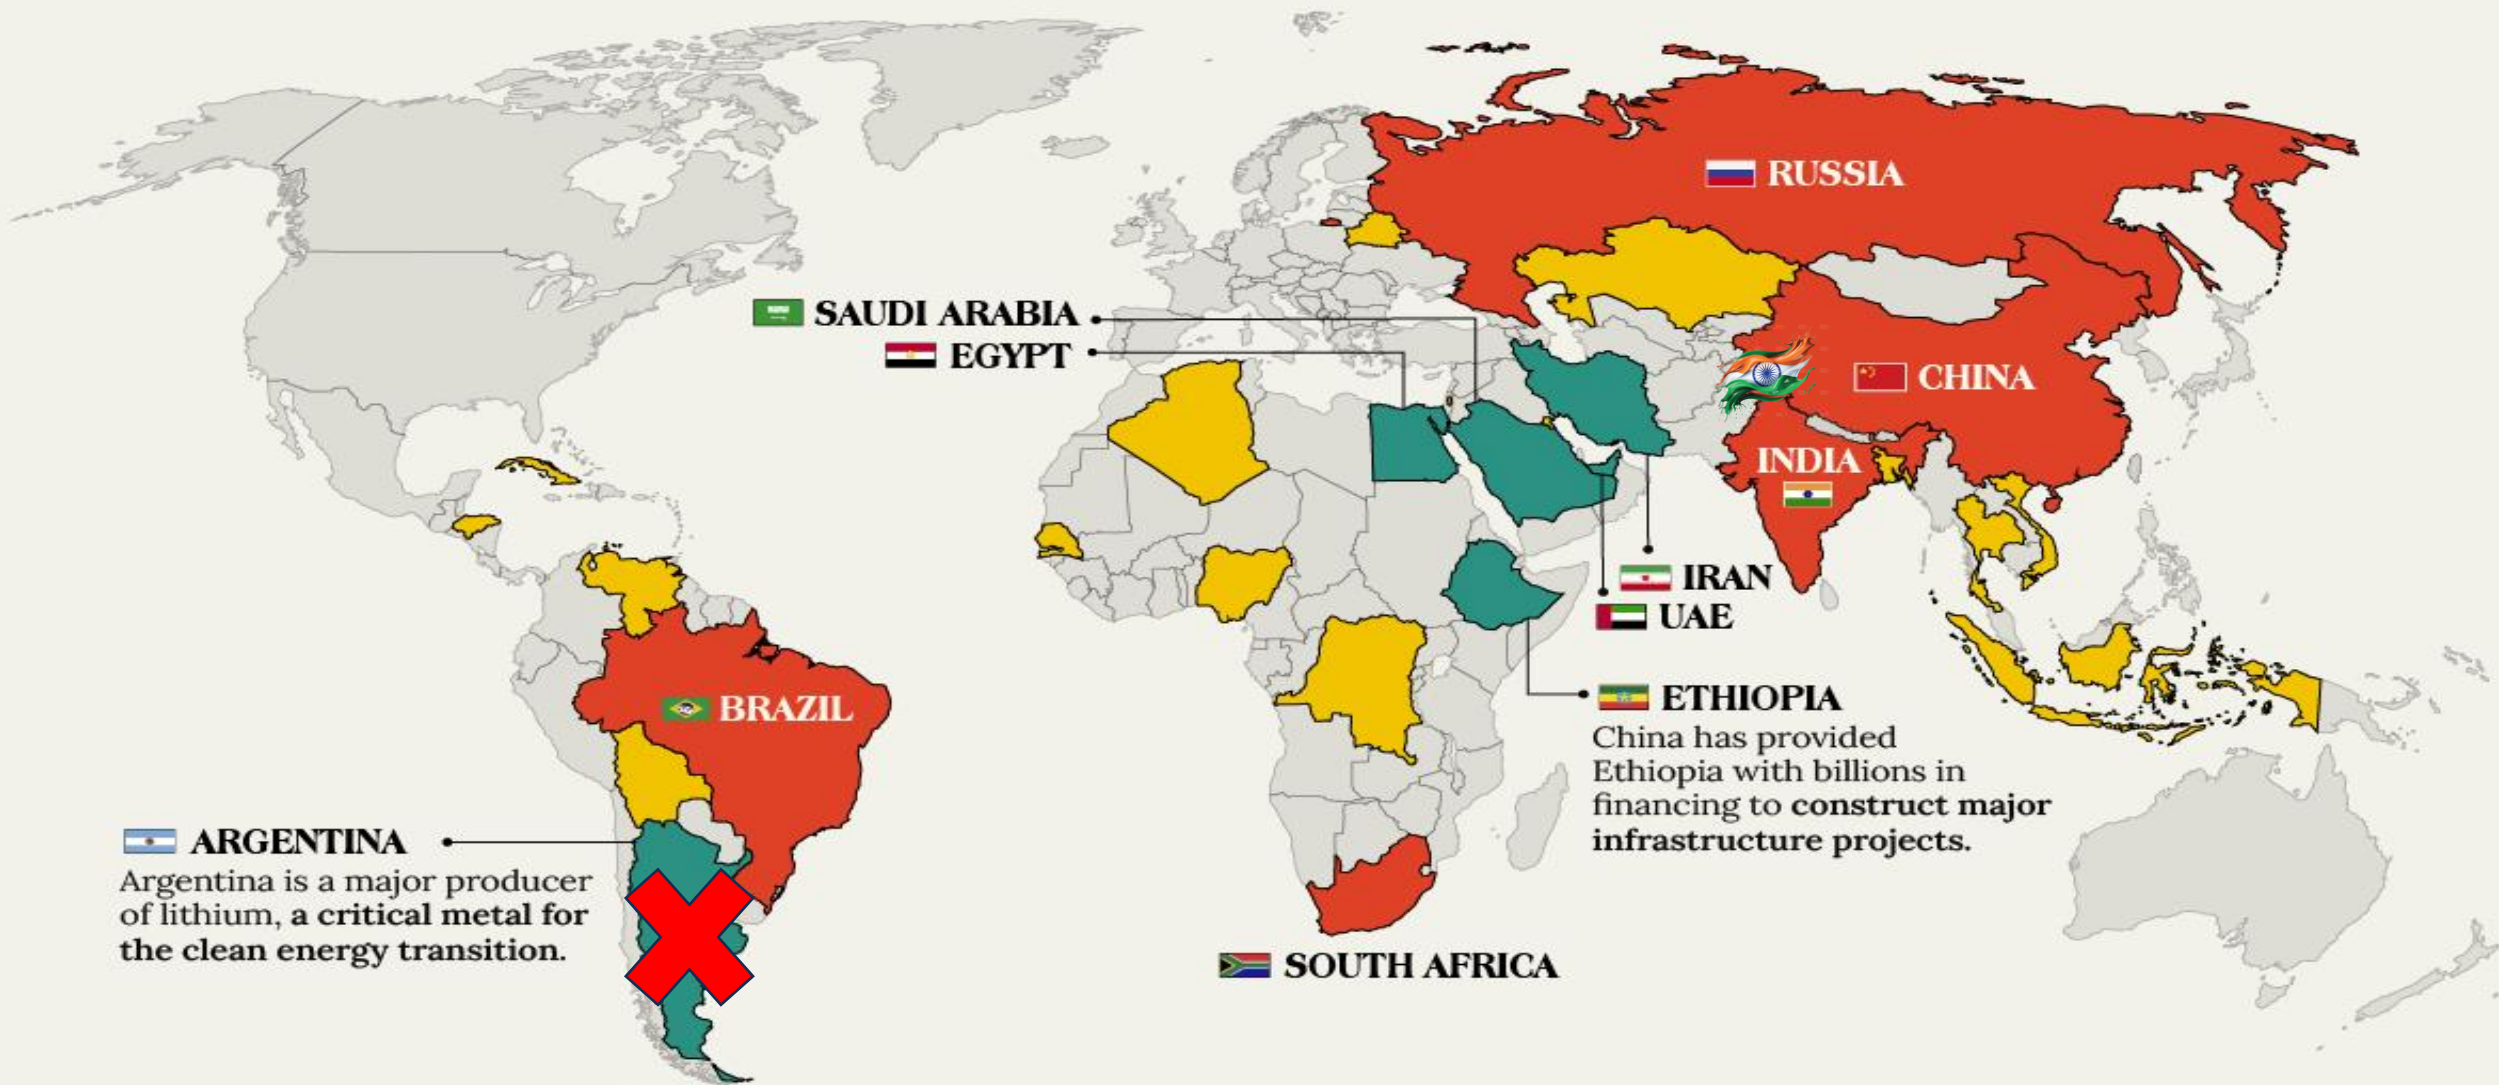 RUSSIA
SAUDI ARABIA
EGYPT
CHINA
INDIA
IRAN
UAE
BRAZIL
ETHIOPIA
China has provided
Ethiopia with billions in
financing to construct major
infrastructure projects.
ARGENTINA
Argentina is a major producer
of lithium, a critical metal for
the clean energy transition.
SOUTH AFRICA